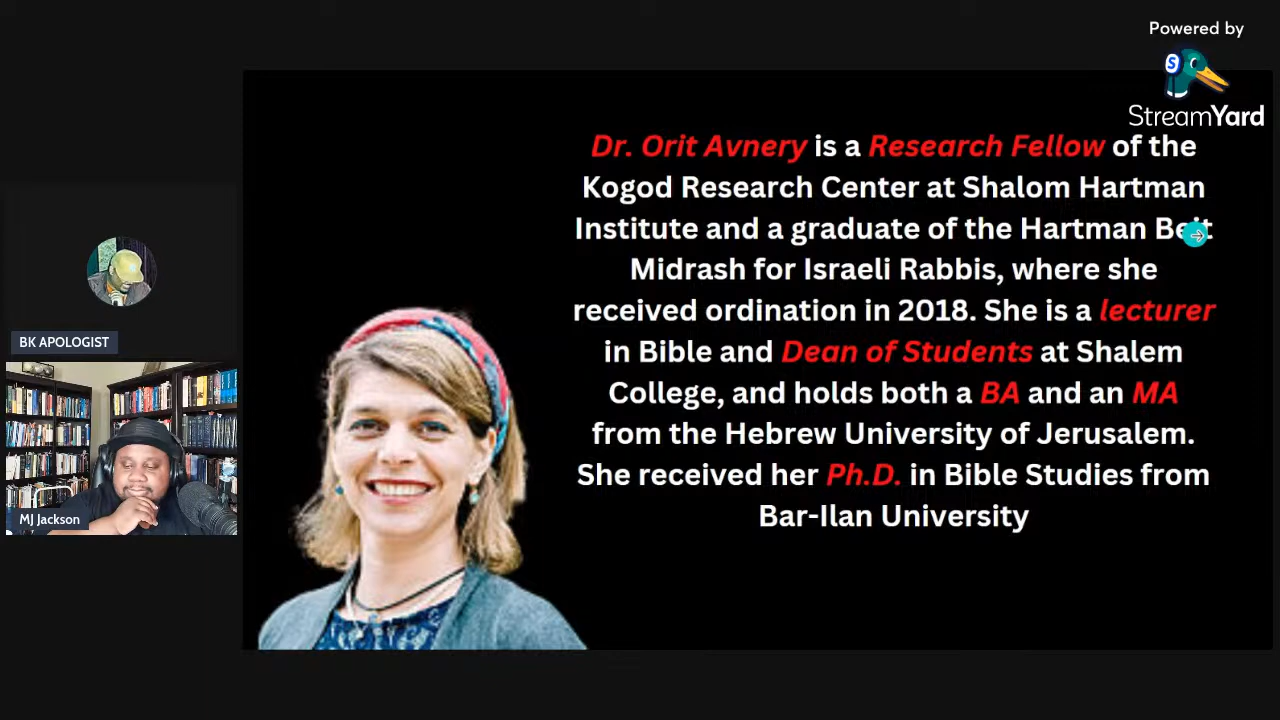 Powered by
S
StreamYard
Dr. Orit Avnery is a Research Fellow of the
Kogod Research Center at Shalom Hartman
Institute and a graduate of the Hartman Beit
Midrash for Israeli Rabbis, where she
received ordination in 2018. She is a lecturer
in Bible and Dean of Students at Shalem
College, and holds both a BA and an MA
from the Hebrew University of Jerusalem.
She received her Ph.D. in Bible Studies from
Bar-Ilan University
BK APOLOGIST
MJ Jackson